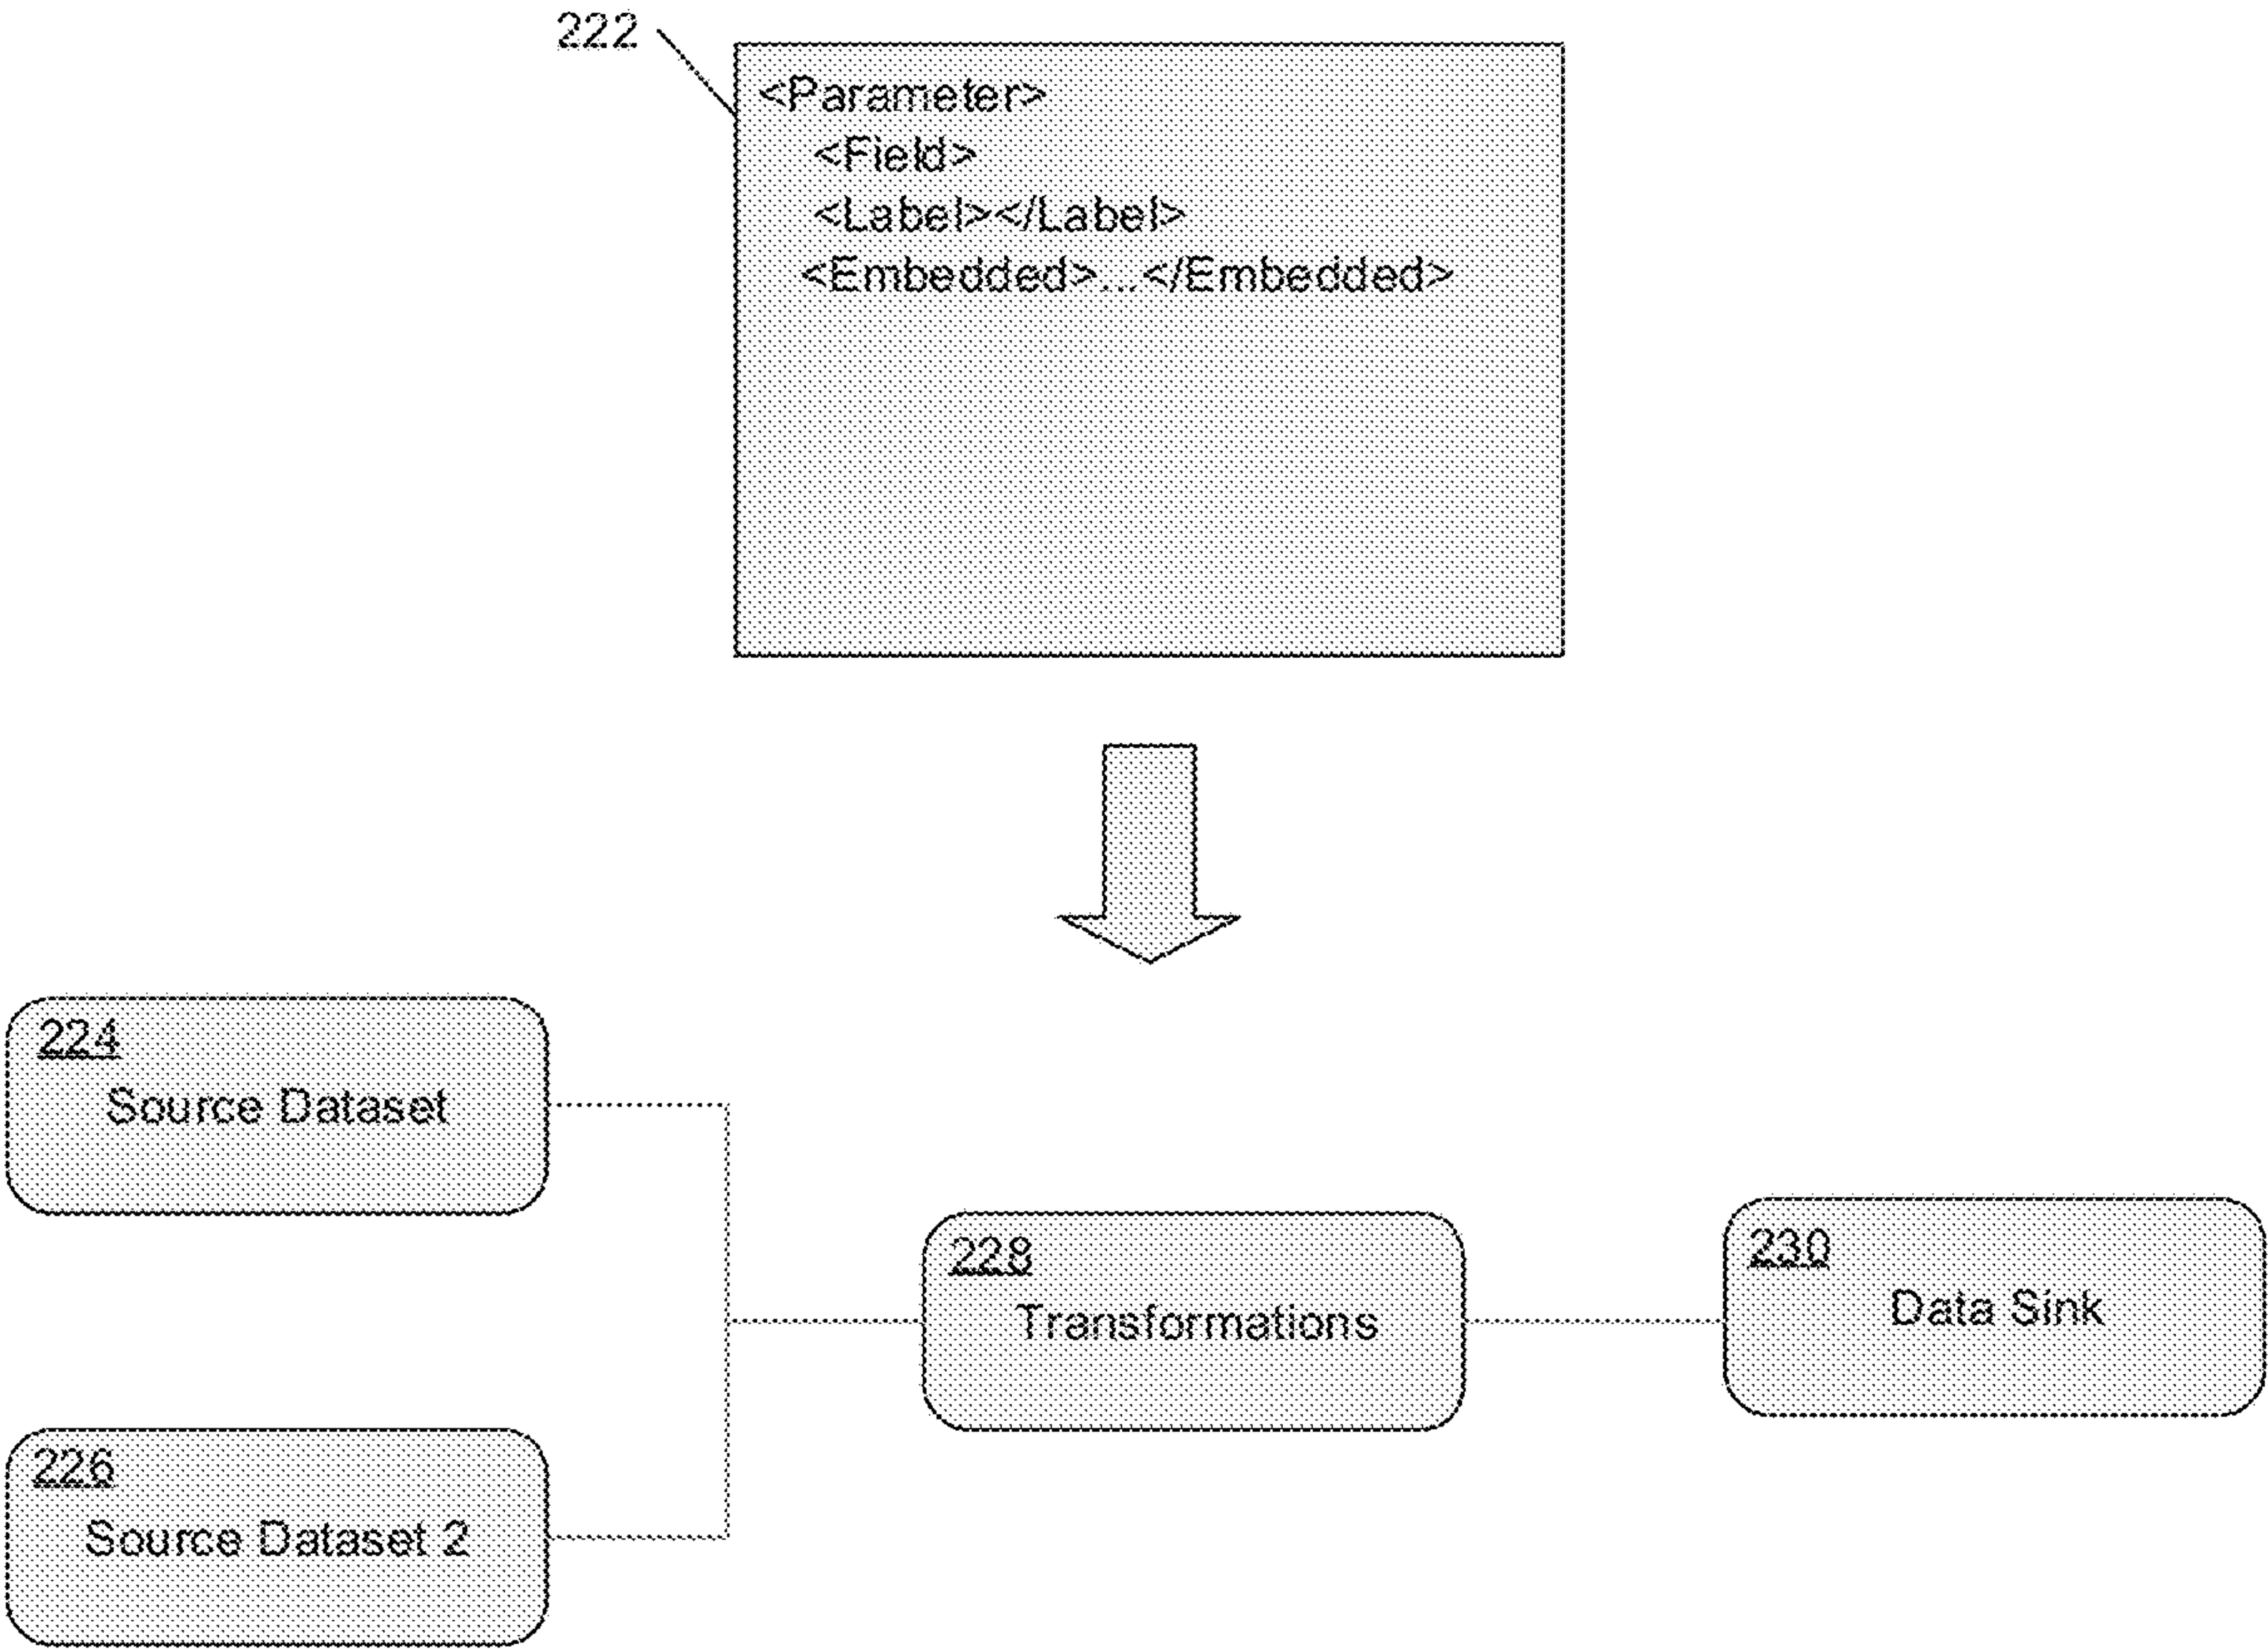 222
<Parameter>
<Field>
<Label></Label>
<Embedded>...</Embedded>
224
Source Dataset
228
Transformations
230
Data Sink
226
Source Dataset 2